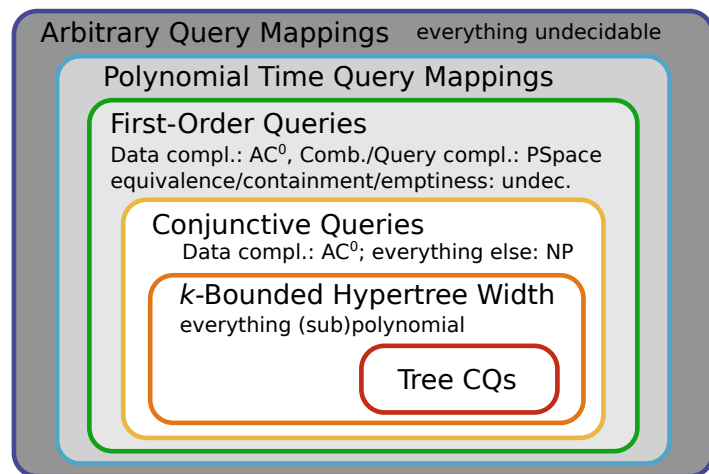 Arbitrary Query Mappings everything undecidable
Polynomial Time Query Mappings
First-Order Queries
Data compl.: AC⁰, Comb./Query compl.: PSpace
equivalence/containment/emptiness: undec.
Conjunctive Queries
Data compl.: AC⁰; everything else: NP
k-Bounded Hypertree Width
everything (sub)polynomial
Tree CQs